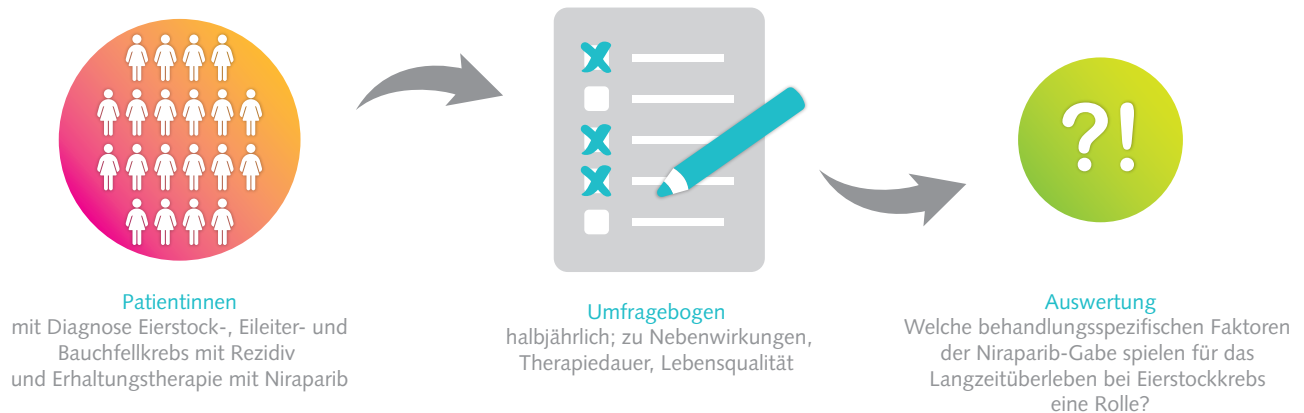 ?!
Patientinnen
mit Diagnose Eierstock-, Eileiter- und
Bauchfellkrebs mit Rezidiv
und Erhaltungstherapie mit Niraparib
Umfragebogen
halbjährlich; zu Nebenwirkungen,
Therapiedauer, Lebensqualität
Auswertung
Welche behandlungsspezifischen Faktoren
der Niraparib-Gabe spielen für das
Langzeitüberleben bei Eierstockkrebs
eine Rolle?